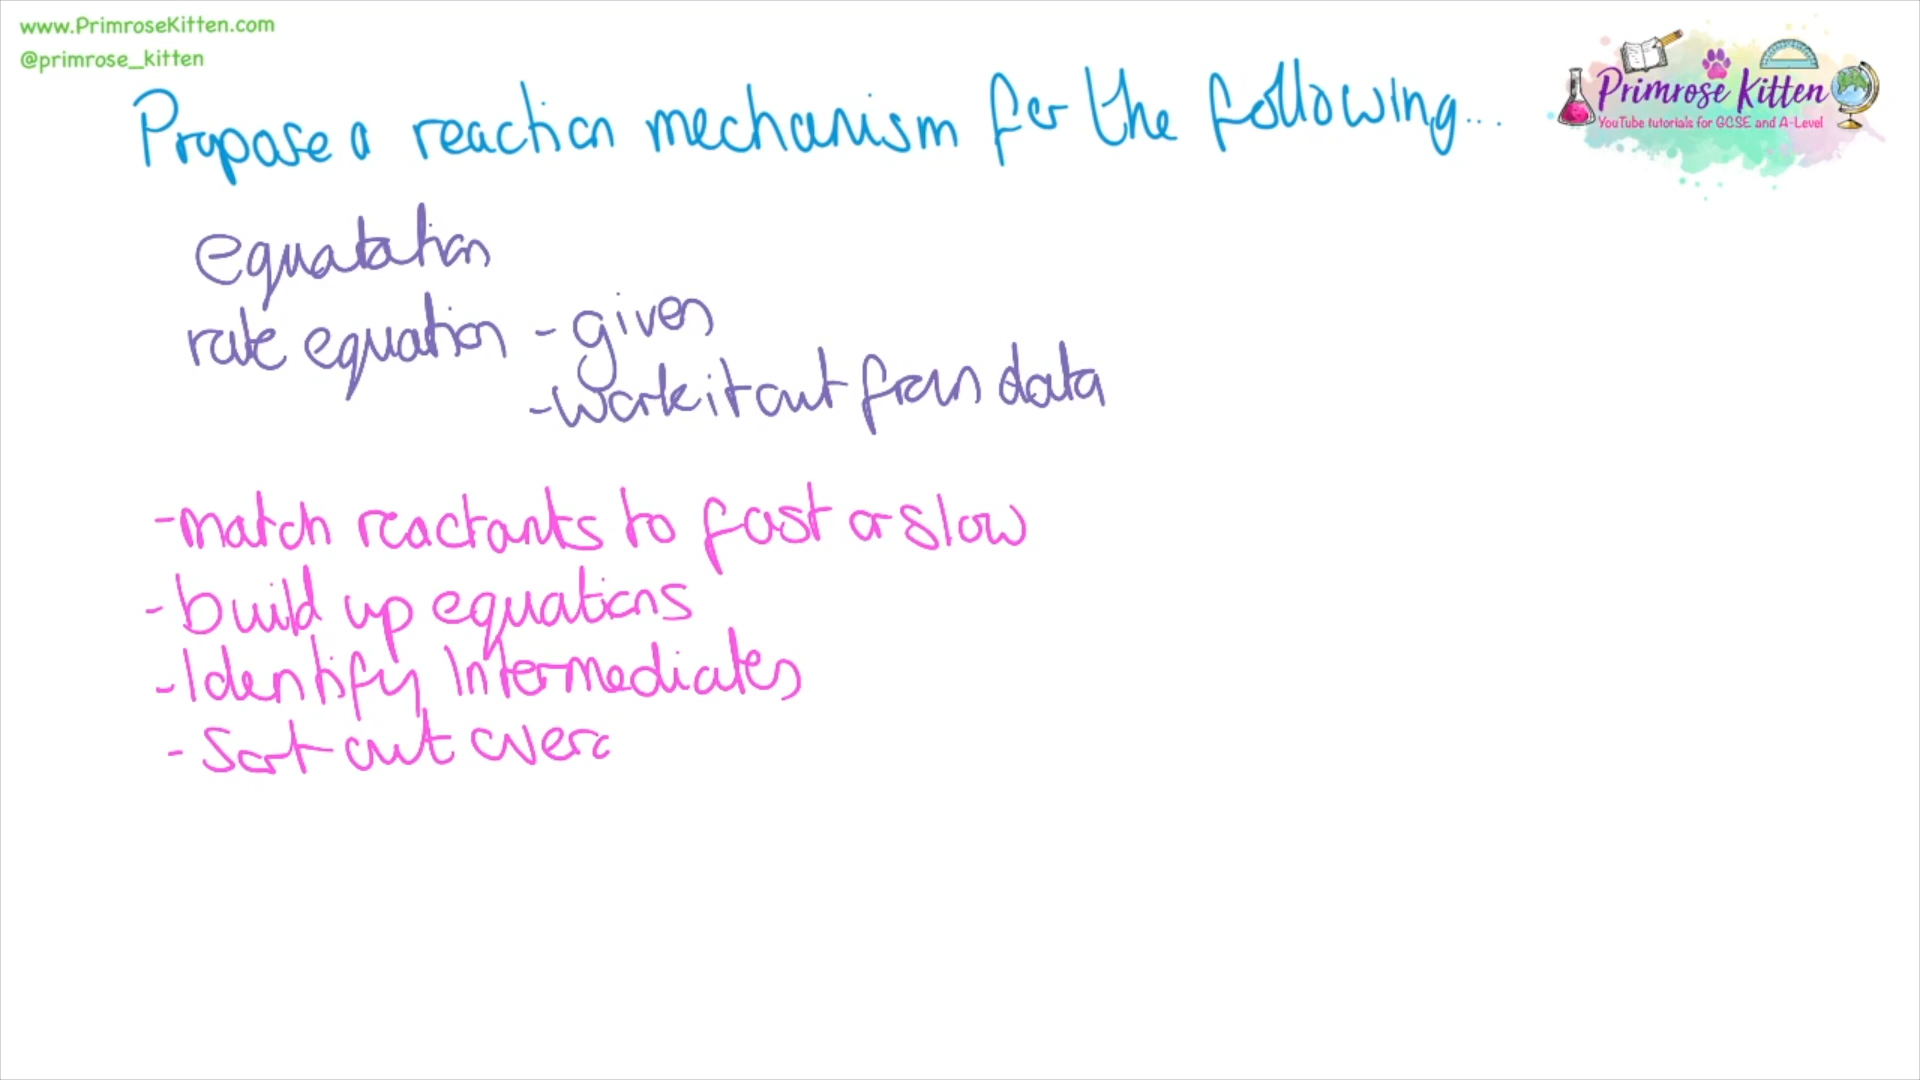 www.PrimroseKitten.com
@primrose_kitten
Primrose Kitten
YouTube tutorials for GCSE and A-Level
Propose a reaction mechanism for the following...
equatation
rate equation - given
- work it out from data
- match reactants to fast or slow
- build up equations
- Identify Intermediates
- Sort out overa